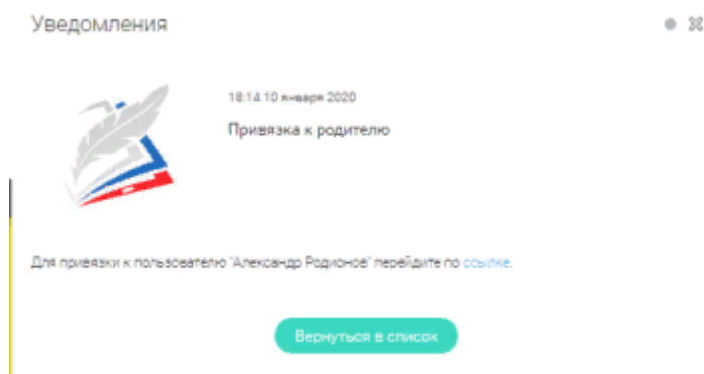 Уведомления
18:14 10 января 2020
Привязка к родителю
Для привязки к пользователю "Александр Родионов" перейдите по ссылке.
Вернуться в список